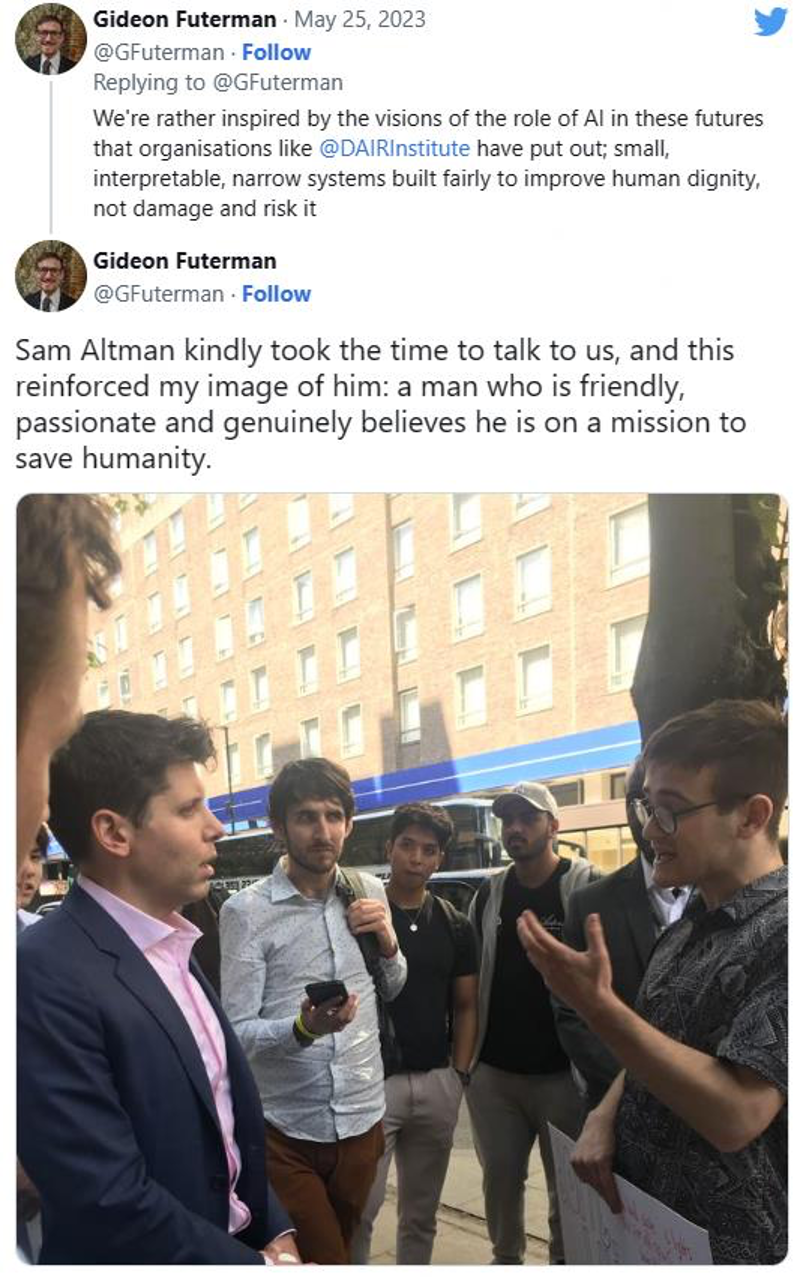 Gideon Futerman · May 25, 2023
@GFuterman · Follow
Replying to @GFuterman
We're rather inspired by the visions of the role of AI in these futures
that organisations like @DAIRInstitute have put out; small,
interpretable, narrow systems built fairly to improve human dignity,
not damage and risk it
Gideon Futerman
@GFuterman · Follow
Sam Altman kindly took the time to talk to us, and this
reinforced my image of him: a man who is friendly,
passionate and genuinely believes he is on a mission to
save humanity.